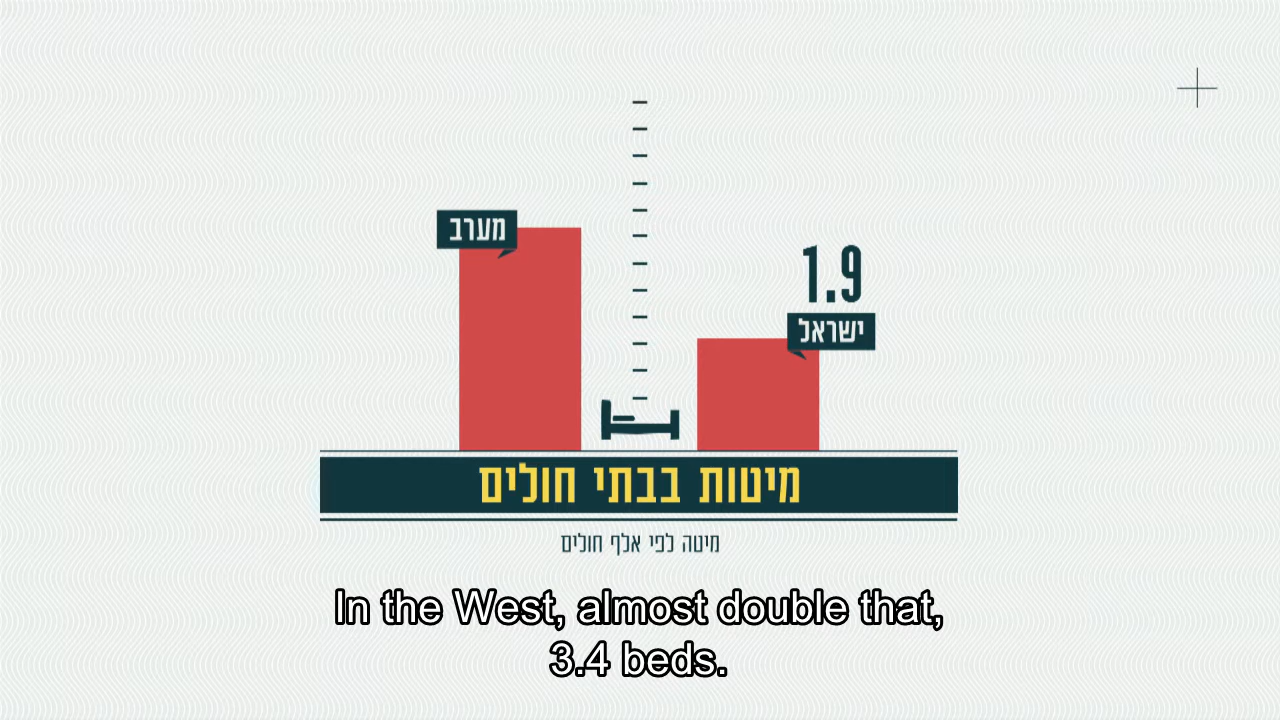 מערב
1.9
ישראל
מיטות בבתי חולים
מיטה לפי אלף חולים
In the West, almost double that,
3.4 beds.